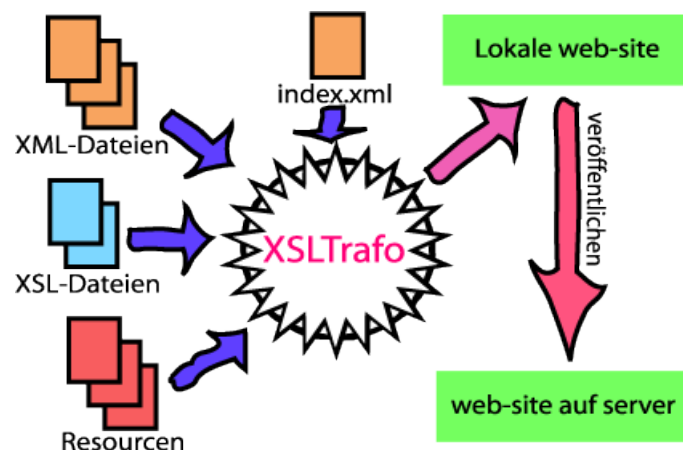 index.xml
Lokale web-site
XML-Dateien
veröffentlichen
XSLTrafo
XSL-Dateien
web-site auf server
Resourcen